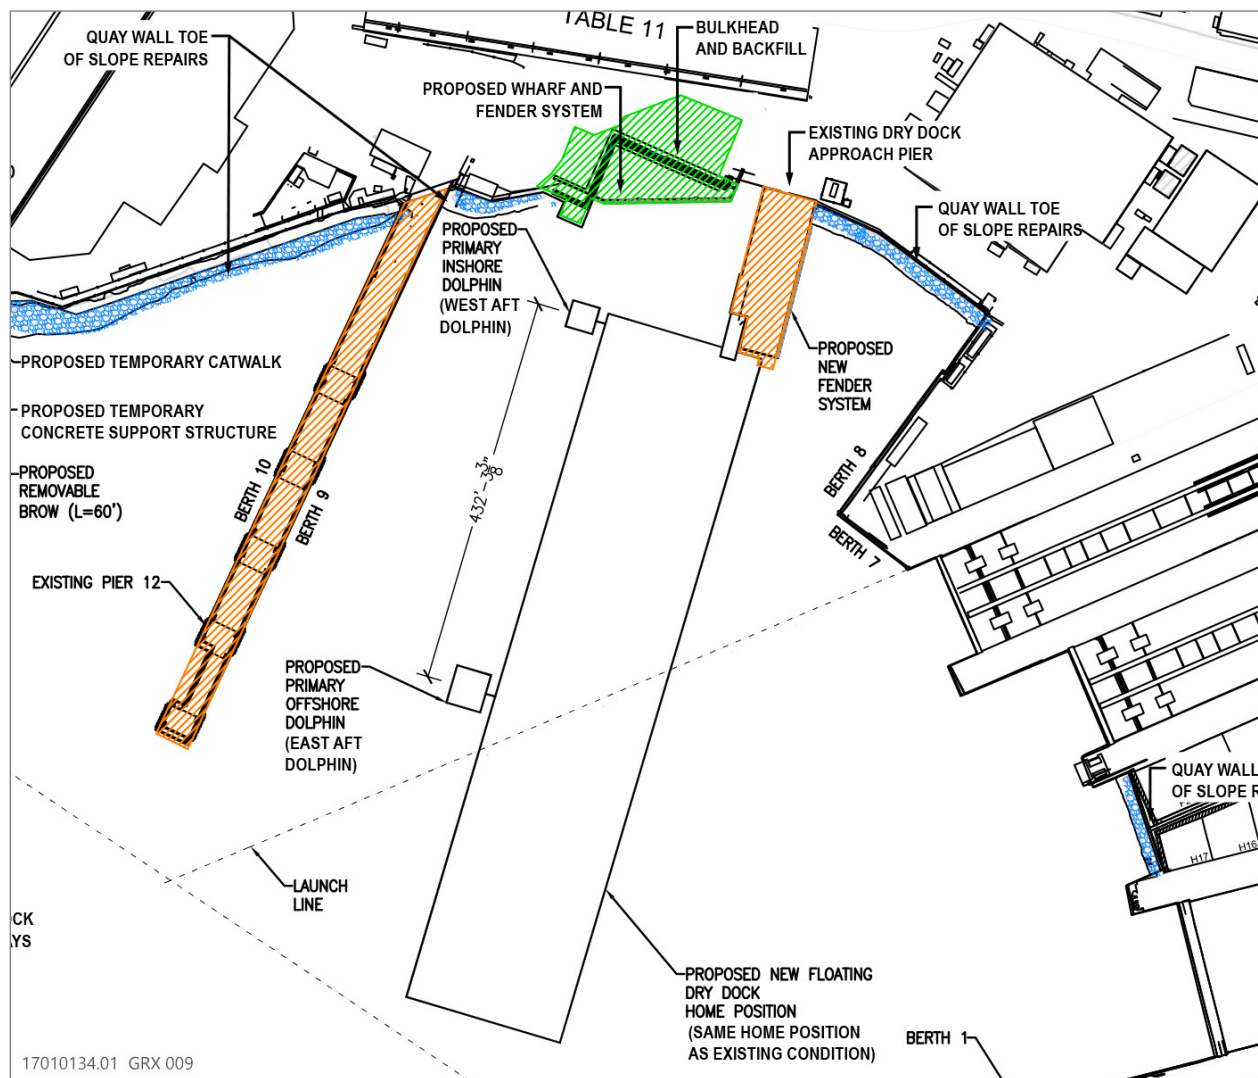 TABLE 11
BULKHEAD
AND BACKFILL
QUAY WALL TOE
OF SLOPE REPAIRS
PROPOSED WHARF AND
FENDER SYSTEM
EXISTING DRY DOCK
APPROACH PIER
QUAY WALL TOE
OF SLOPE REPAIRS
PROPOSED
PRIMARY
INSHORE
DOLPHIN
(WEST AFT
DOLPHIN)
PROPOSED TEMPORARY CATWALK
PROPOSED
NEW
FENDER
SYSTEM
PROPOSED TEMPORARY
CONCRETE SUPPORT STRUCTURE
PROPOSED
REMOVABLE
BROW (L=60')
BERTH 10
BERTH 9
432'-3
BERTH 8
BERTH 7
EXISTING PIER 12
PROPOSED
PRIMARY
OFFSHORE
DOLPHIN
(EAST AFT
DOLPHIN)
QUAY WALL
OF SLOPE R
H17
H16
LAUNCH
LINE
CK
YS
PROPOSED NEW FLOATING
DRY DOCK
HOME POSITION
(SAME HOME POSITION
AS EXISTING CONDITION)
BERTH 1
17010134.01 GRX 009